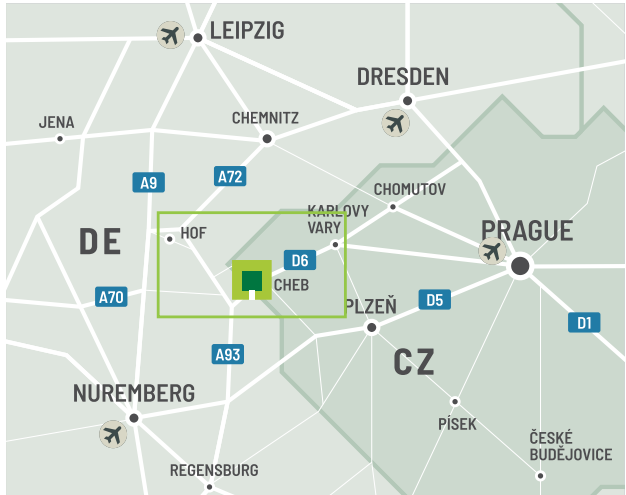 LEIPZIG
DRESDEN
JENA
CHEMNITZ
A9
A72
CHOMUTOV
KARLOVY
VARY
PRAGUE
DE
HOF
D6
CHEB
A70
D5
PLZEŇ
D1
A93
CZ
NUREMBERG
PÍSEK
ČESKÉ
BUDĚJOVICE
REGENSBURG